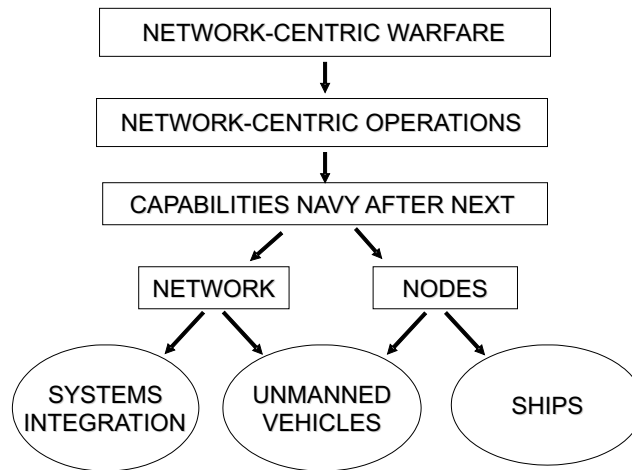 NETWORK-CENTRIC WARFARE
NETWORK-CENTRIC OPERATIONS
CAPABILITIES NAVY AFTER NEXT
NETWORK
NODES
SYSTEMS
INTEGRATION
UNMANNED
VEHICLES
SHIPS